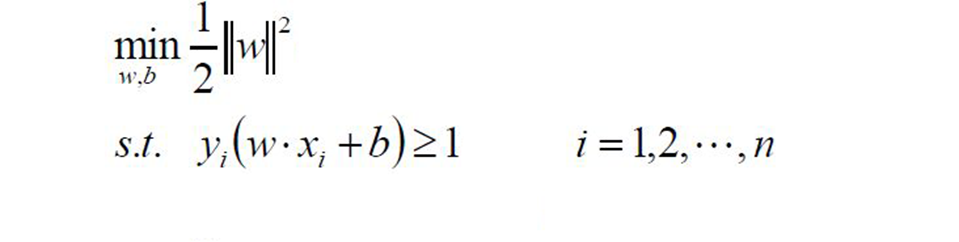 min_{w,b} 1/2 ‖w‖²
s.t. y_i(w·x_i +b)≥1 i=1,2,⋯,n